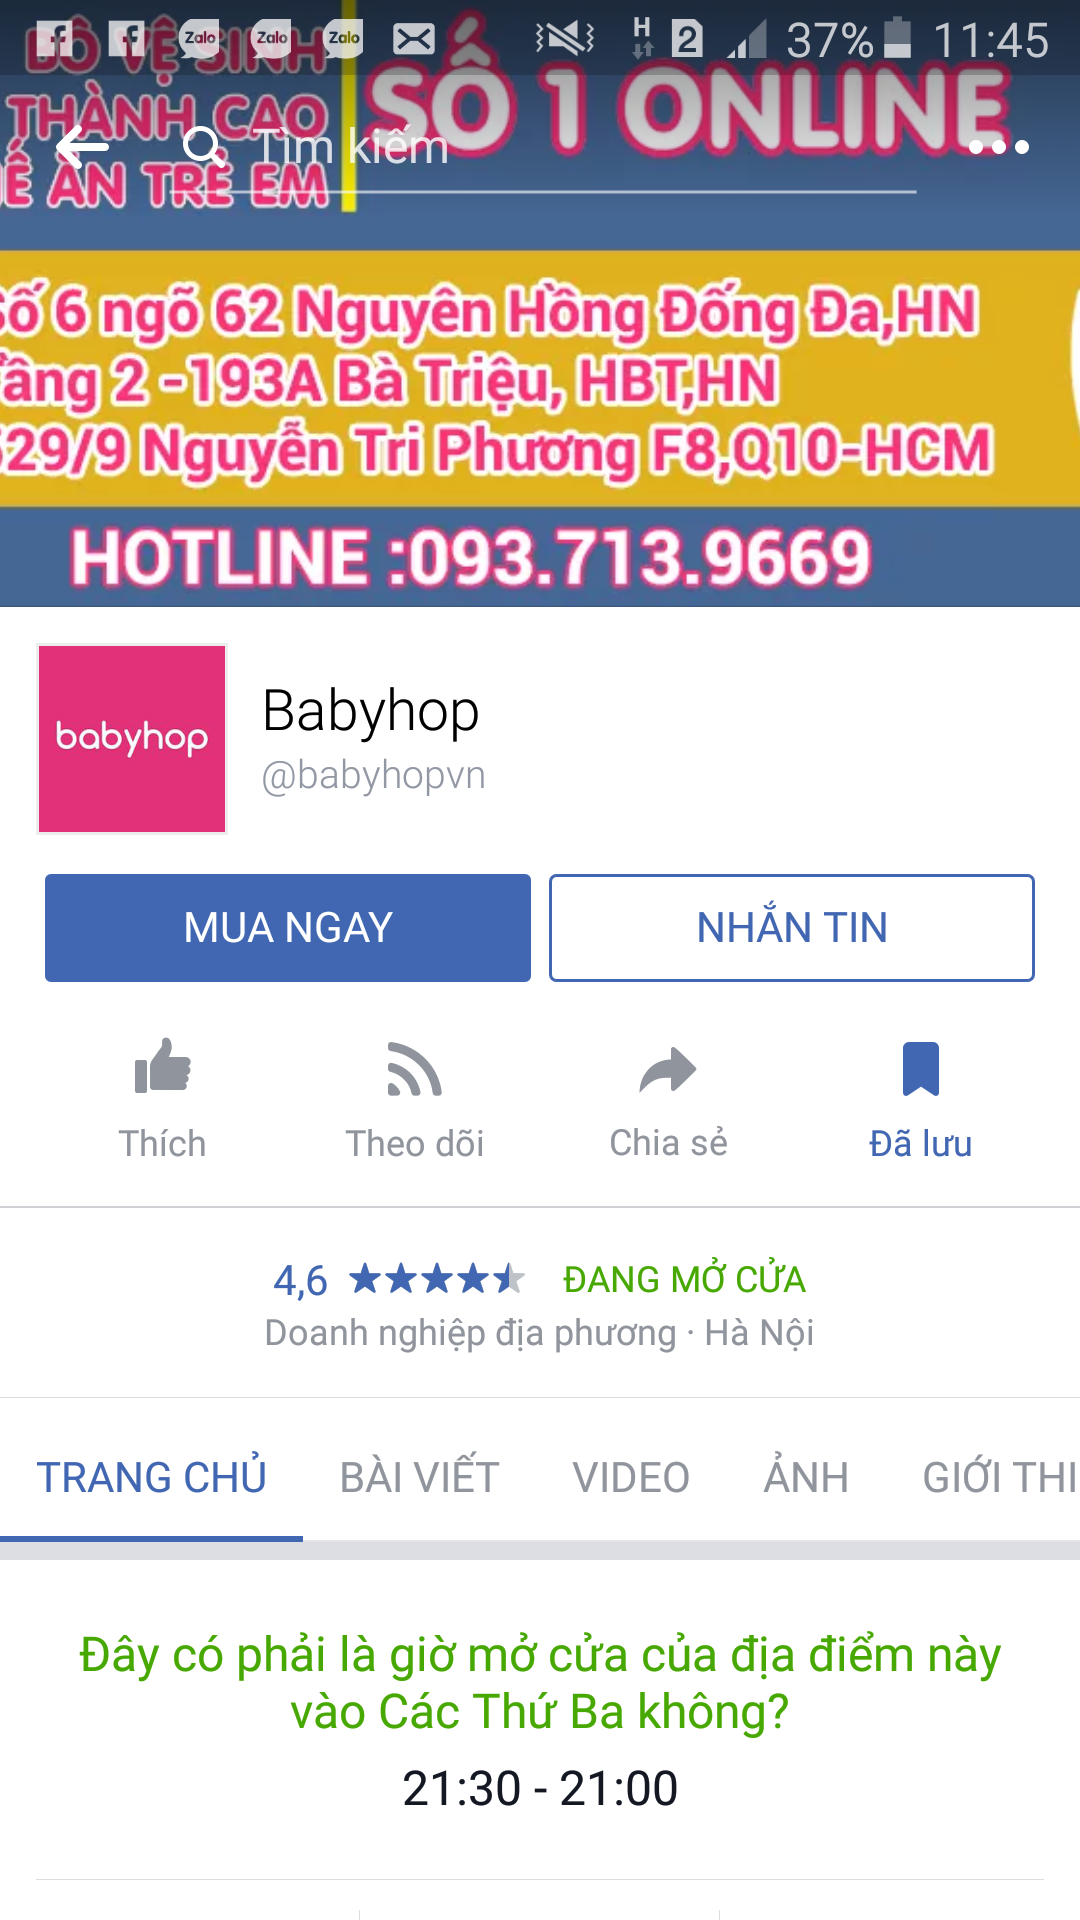 Zalo Zalo Zalo H 2 37% 11:45
BỘ VỆ SINH
THÀNH CAO
SỐ 1 ONLINE
Tìm kiếm
Ế ĂN TRẺ EM
Số 6 ngõ 62 Nguyên Hồng Đống Đa,HN
Tầng 2 -193A Bà Triệu, HBT,HN
529/9 Nguyễn Tri Phương F8,Q10-HCM
HOTLINE :093.713.9669
babyhop
Babyhop
@babyhopvn
MUA NGAY
NHẮN TIN
Thích
Theo dõi
Chia sẻ
Đã lưu
4,6 ĐANG MỞ CỬA
Doanh nghiệp địa phương · Hà Nội
TRANG CHỦ
BÀI VIẾT
VIDEO
ẢNH
GIỚI THI
Đây có phải là giờ mở cửa của địa điểm này
vào Các Thứ Ba không?
21:30 - 21:00